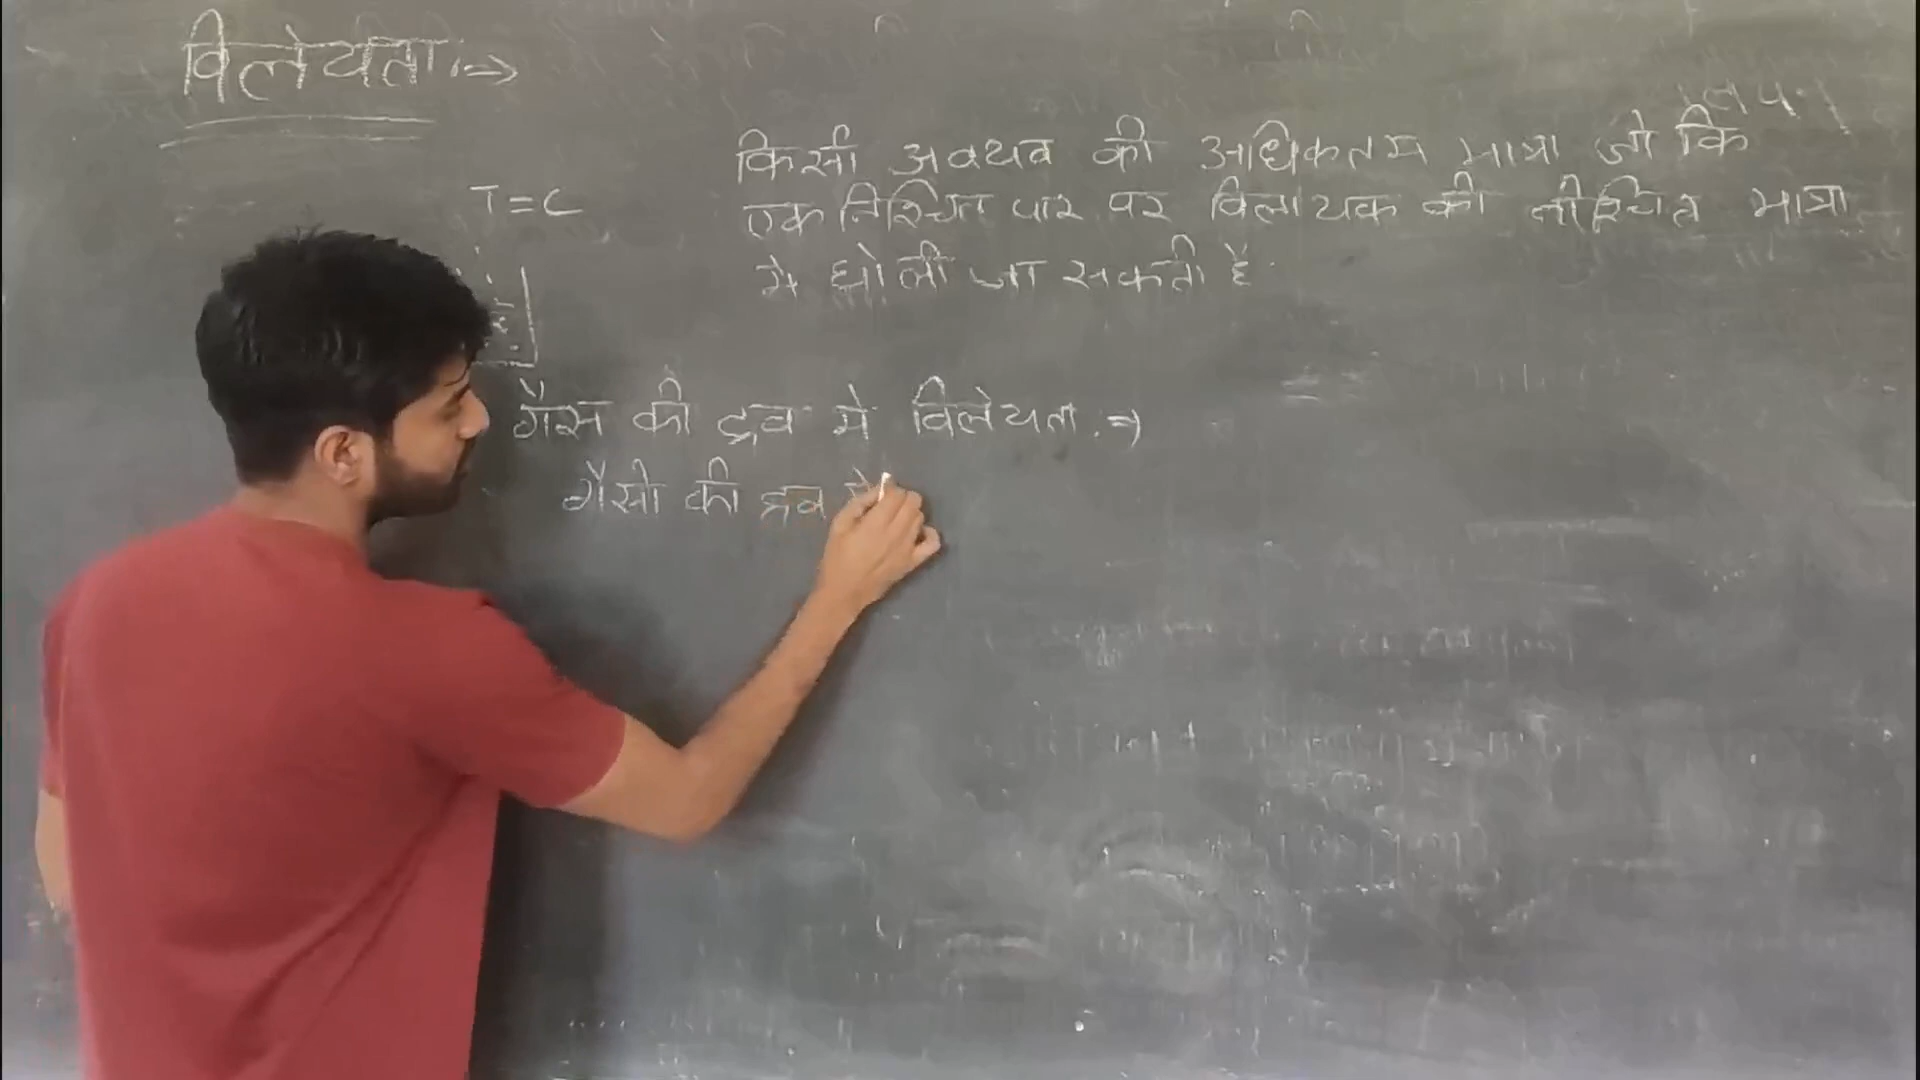 विलेयता :->
ताप
किसी अवयव की अधिकतम मात्रा जो कि
T = C
एक निश्चित पार पर विलायक की नीश्चित मात्रा
मे घोली जा सकती है
गैस की द्रव मे विलेयता :->
गैसो की द्रव मे